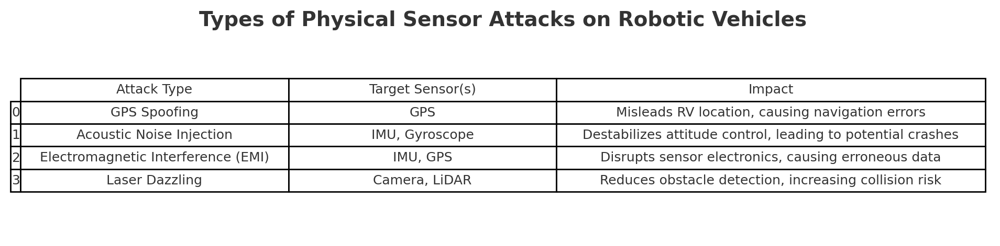 Types of Physical Sensor Attacks on Robotic Vehicles
Attack Type Target Sensor(s) Impact
0 GPS Spoofing GPS Misleads RV location, causing navigation errors
1 Acoustic Noise Injection IMU, Gyroscope Destabilizes attitude control, leading to potential crashes
2 Electromagnetic Interference (EMI) IMU, GPS Disrupts sensor electronics, causing erroneous data
3 Laser Dazzling Camera, LiDAR Reduces obstacle detection, increasing collision risk